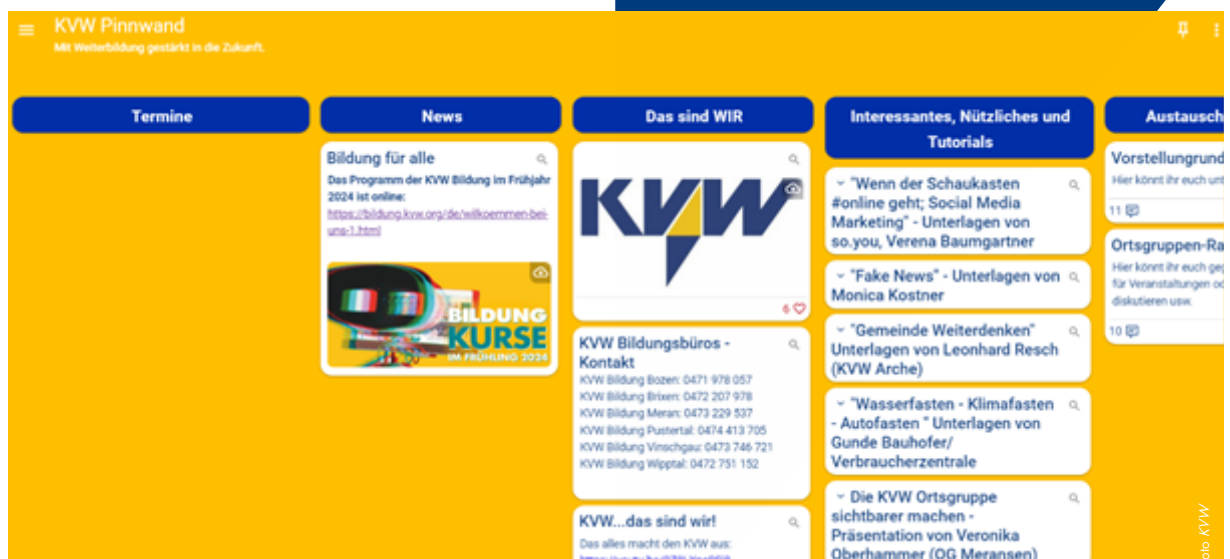 KVW Pinnwand
Mit Weiterbildung gestärkt in die Zukunft.
Termine
News
Bildung für alle
Das Programm der KVW Bildung im Frühjahr
2024 ist online:
https://bildung.kvw.org/de/willkommen-bei-
uns-1.html
BILDUNG
KURSE
IM FRÜHLING 2024
Das sind WIR
KVW
6
KVW Bildungsbüros -
Kontakt
KVW Bildung Bozen: 0471 978 057
KVW Bildung Brixen: 0472 207 978
KVW Bildung Meran: 0473 229 537
KVW Bildung Pustertal: 0474 413 705
KVW Bildung Vinschgau: 0473 746 721
KVW Bildung Wipptal: 0472 751 152
KVW...das sind wir!
Das alles macht den KVW aus:
Interessantes, Nützliches und
Tutorials
"Wenn der Schaukasten
#online geht; Social Media
Marketing" - Unterlagen von
so.you, Verena Baumgartner
"Fake News" - Unterlagen von
Monica Kostner
"Gemeinde Weiterdenken"
Unterlagen von Leonhard Resch
(KVW Arche)
"Wasserfasten - Klimafasten
- Autofasten " Unterlagen von
Gunde Bauhofer/
Verbraucherzentrale
Die KVW Ortsgruppe
sichtbarer machen -
Präsentation von Veronika
Oberhammer (OG Meransen)
Austausch
Vorstellungrund
Hier könnt ihr euch unt
11
Ortsgruppen-Ra
Hier könnt ihr euch geg
für Veranstaltungen od
diskutieren usw.
10
KVW